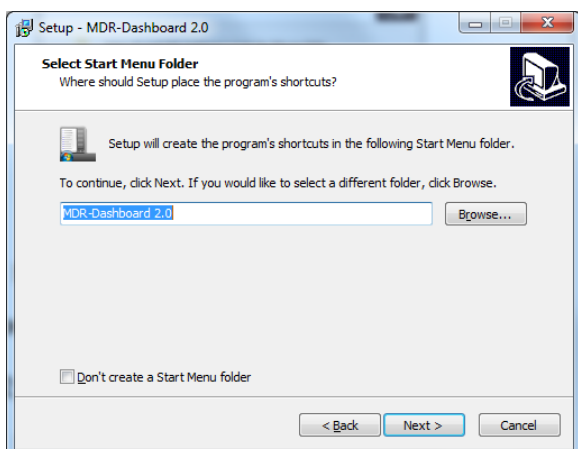 Setup - MDR-Dashboard 2.0
Select Start Menu Folder
Where should Setup place the program's shortcuts?
Setup will create the program's shortcuts in the following Start Menu folder.
To continue, click Next. If you would like to select a different folder, click Browse.
MDR-Dashboard 2.0
Browse...
Don't create a Start Menu folder
< Back
Next >
Cancel